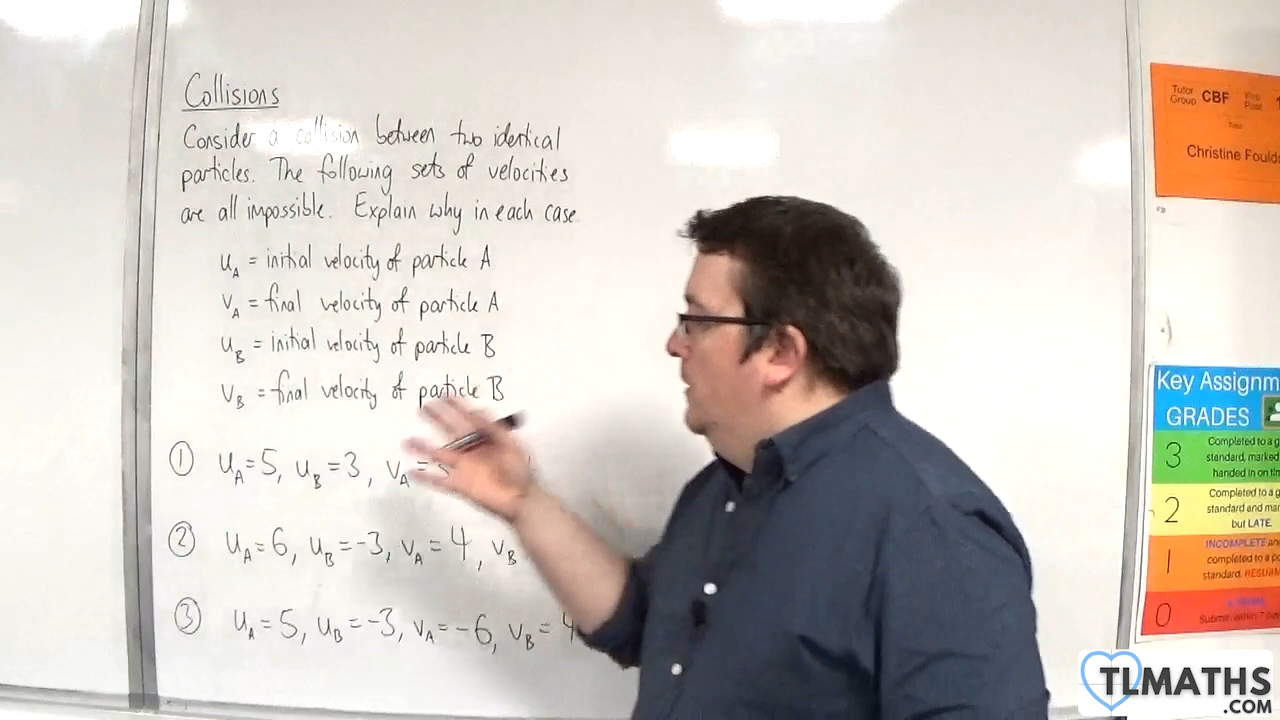 Collisions
Consider a collision between two identical
particles. The following sets of velocities
are all impossible. Explain why in each case.
u_A = initial velocity of particle A
v_A = final velocity of particle A
u_B = initial velocity of particle B
v_B = final velocity of particle B
① u_A = 5, u_B = 3, v_A =
② u_A = 6, u_B = -3, v_A = 4, v_B
③ u_A = 5, u_B = -3, v_A = -6, v_B = 4
Tutor Group CBF
Christine Foulds
Key Assignm
GRADES
3 Completed to a g
standard, marked
handed in on tim
2 Completed to a g
standard and ma
but LATE.
1 INCOMPLETE an
completed to a po
standard. RESUBM
0
TLMATHS
.COM